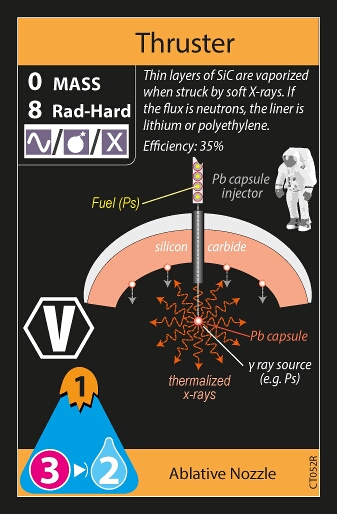 Thruster
0 MASS
8 Rad-Hard
/ / X
Thin layers of SiC are vaporized
when struck by soft X-rays. If
the flux is neutrons, the liner is
lithium or polyethylene.
Efficiency: 35%
Pb capsule
injector
Fuel (Ps)
silicon carbide
V
Pb capsule
γ ray source
(e.g. Ps)
thermalized
x-rays
1
3 2
Ablative Nozzle
CT052R